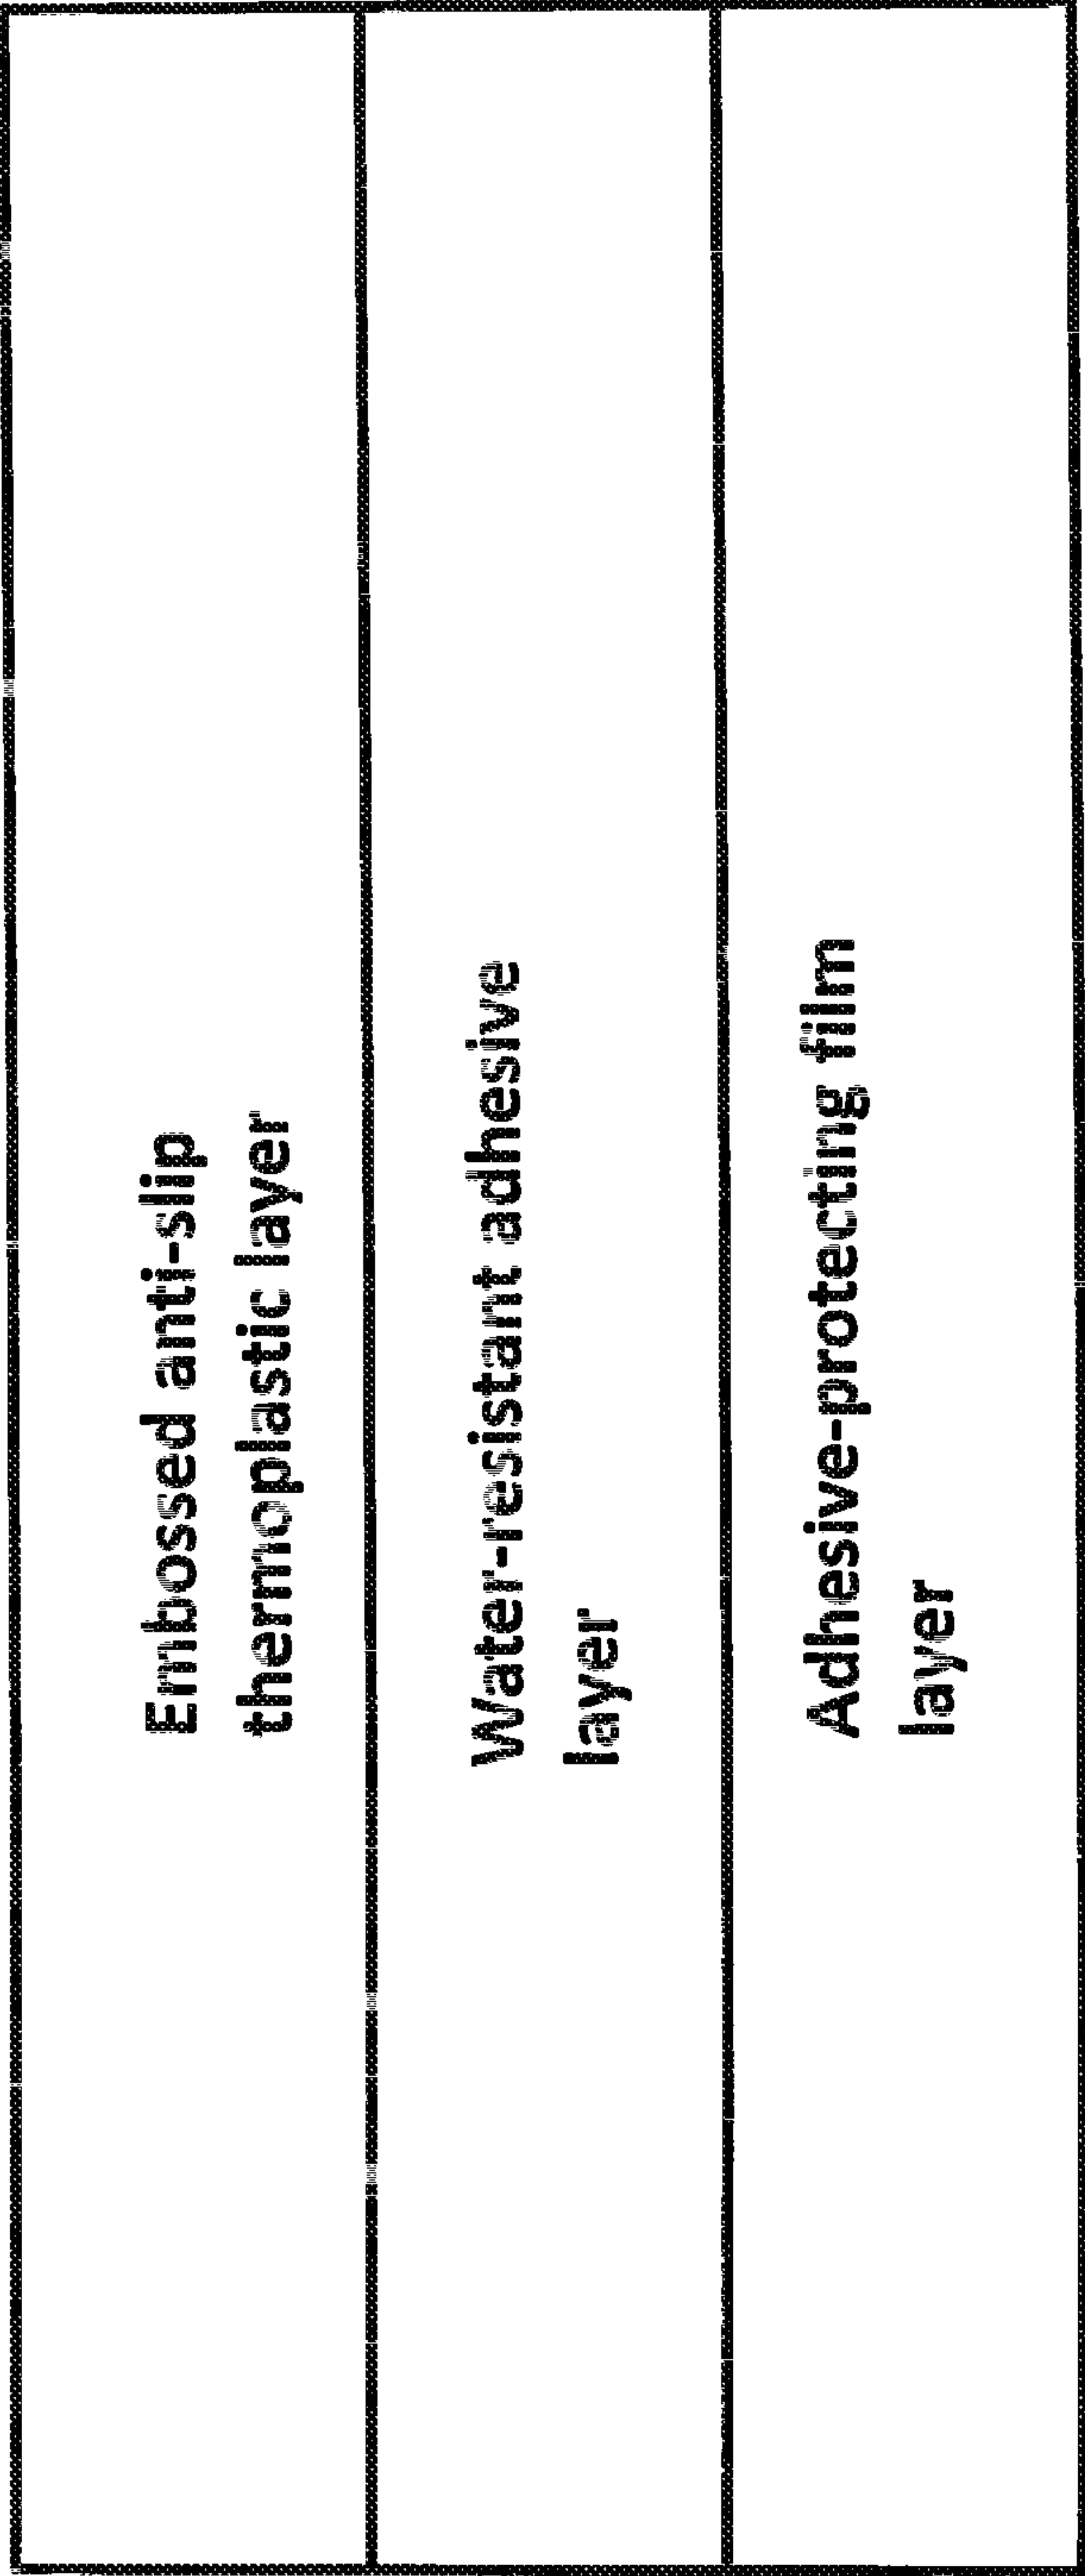 Embossed anti-slip
thermoplastic layer
Water-resistant adhesive
layer
Adhesive-protecting film
layer